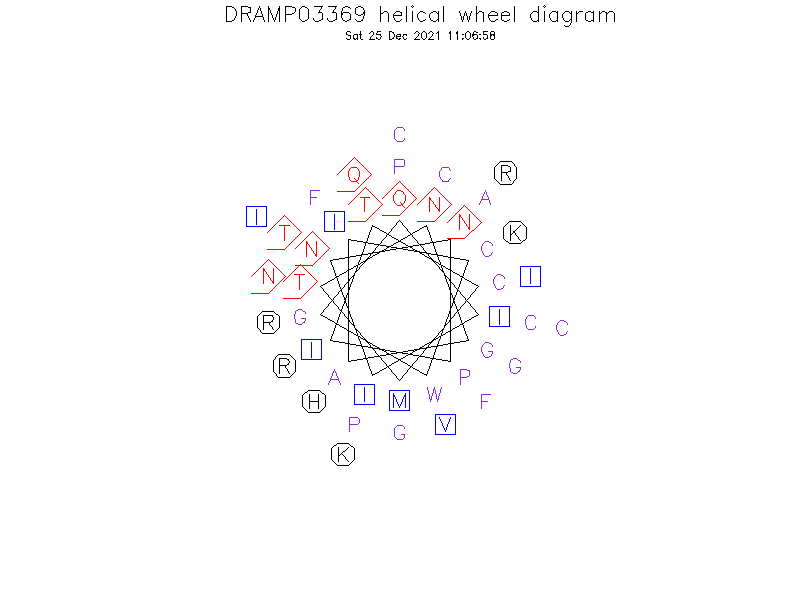 DRAMP03369 helical wheel diagram
Sat 25 Dec 2021 11:06:58
C
Q P C R
F T Q N A
I I N K
T N C
N T C I
R G I C C
I G
R A P G
H I M W F
P G V
K